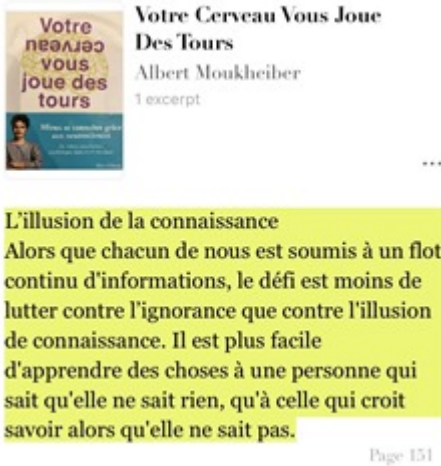 Votre
cerveau
vous
joue des
tours
Votre Cerveau Vous Joue
Des Tours
Albert Moukheiber
1 excerpt
...
L'illusion de la connaissance
Alors que chacun de nous est soumis à un flot
continu d'informations, le défi est moins de
lutter contre l'ignorance que contre l'illusion
de connaissance. Il est plus facile
d'apprendre des choses à une personne qui
sait qu'elle ne sait rien, qu'à celle qui croit
savoir alors qu'elle ne sait pas.
Page 151